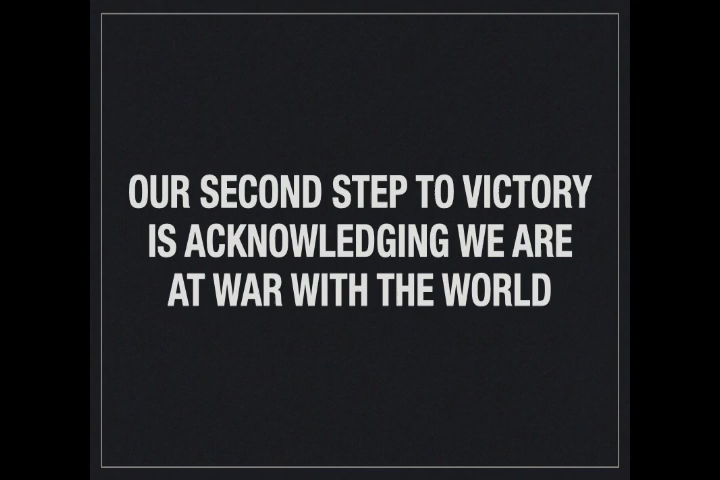 OUR SECOND STEP TO VICTORY
IS ACKNOWLEDGING WE ARE
AT WAR WITH THE WORLD